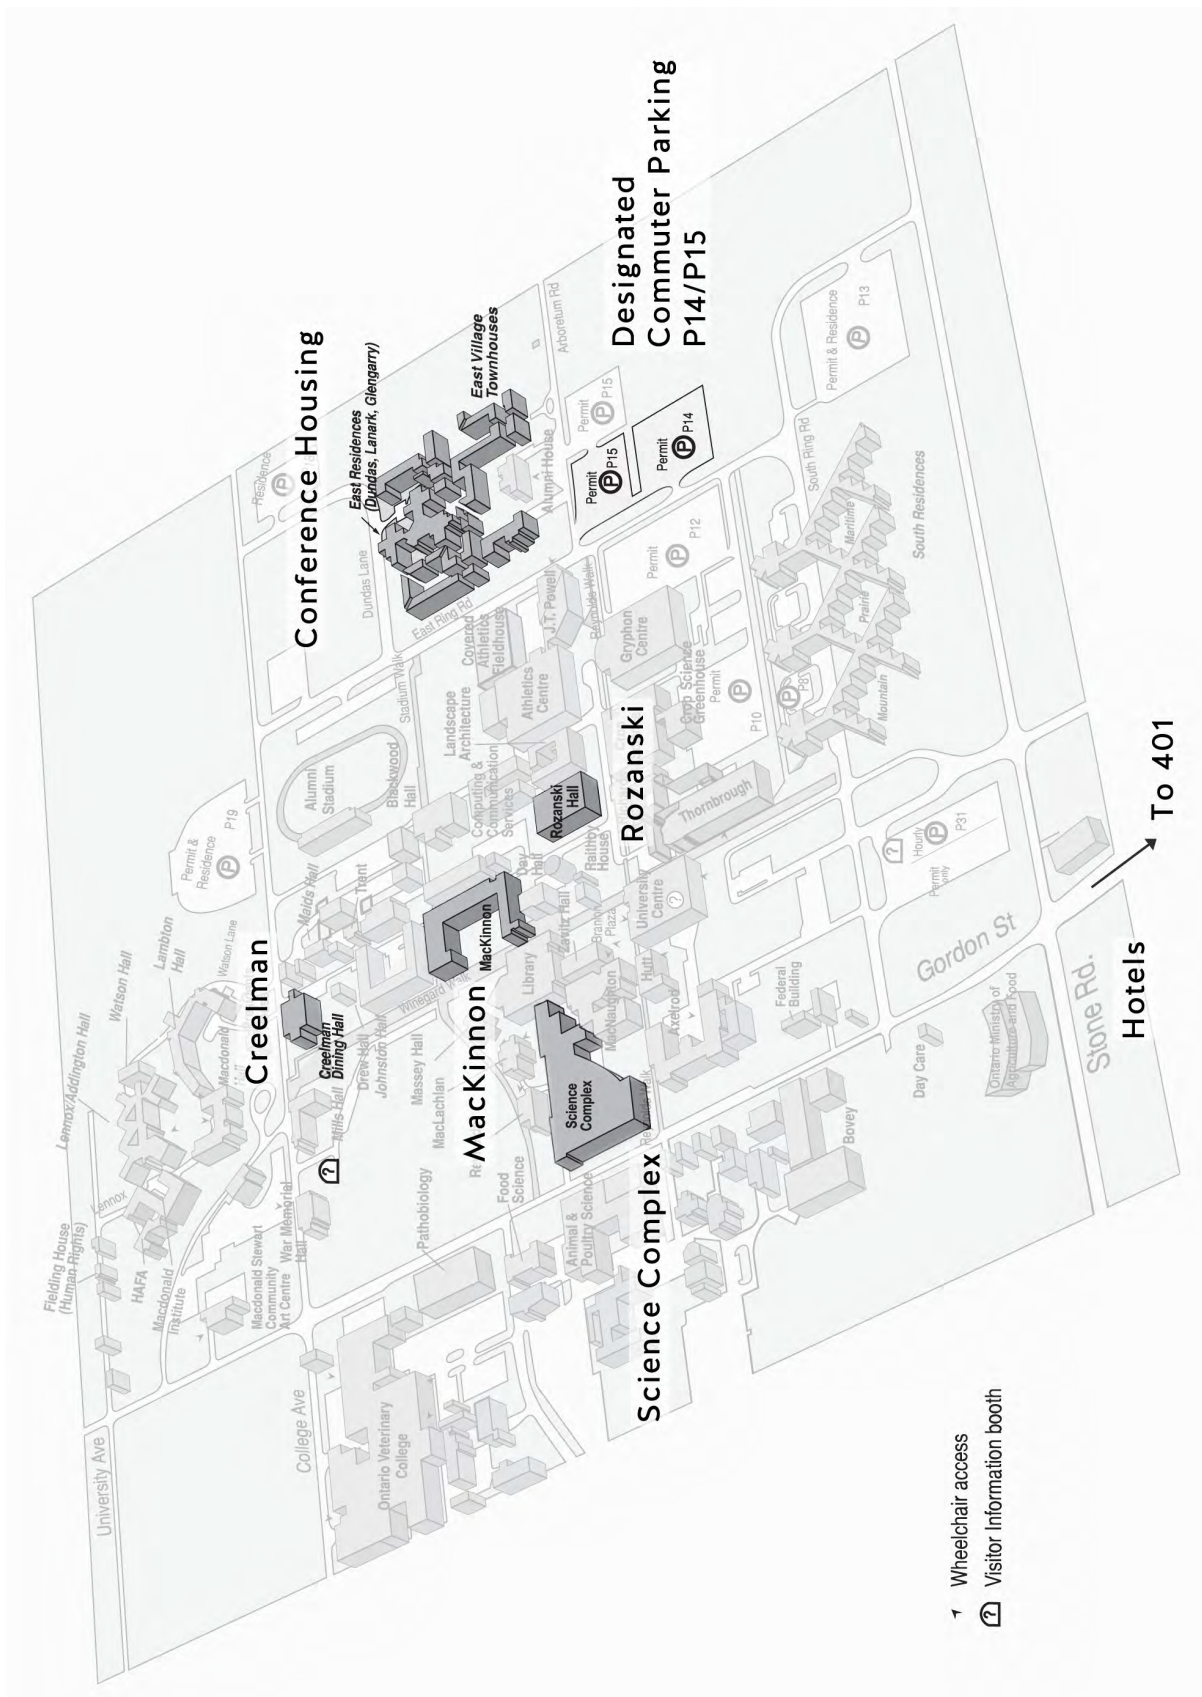 University Ave
College Ave
Ontario Veterinary
College
Fielding House
(Human Rights)
HAFA
Macdonald
Institute
Lennox
Lennox/Addington Hall
Watson Hall
Lambton
Hall
Watson Lane
Macdonald
Macdonald Stewart
Community
Art Centre
War Memorial
Hall
Mills Hall
Creelman
Creelman
Dining Hall
Drew Hall
Johnston Hall
Massey Hall
MacLachlan
Pathobiology
Food
Science
Animal &
Poultry Science
Permit &
Residence
P19
Maids Hall
Trent
Alumni
Stadium
Blackwood
Hall
Stadium Walk
Winegard Walk
MacKinnon
MacKinnon
Library
Science
Complex
Science Complex
Conference Housing
Residence
East Residences
(Dundas, Lanark, Glengarry)
East Village
Townhouses
Dundas Lane
East Ring Rd
Covered
Athletics
Fieldhouse
Landscape
Architecture
Computing &
Communication
Services
Athletics
Centre
J.T. Powell
Alumni House
Arboretum Rd
Reynolds Walk
Gryphon
Centre
Rozanski
Hall
Rozanski
Day
Hall
Raithby
House
Zavitz Hall
Branion
Plaza
University
Centre
?
MacNaughton
Hutt
Axelrod
Thornbrough
Crop Science
Greenhouse
Permit
P10
Permit
P12
Permit
P15
Permit
P15
Permit
P14
Designated
Commuter Parking
P14/P15
Permit & Residence
P13
South Ring Rd
South Residences
Maritime
Prairie
Mountain
P8
Hourly
P31
Permit
only
Federal
Building
Bovey
Day Care
Ontario Ministry of
Agriculture and Food
Gordon St
Stone Rd.
Hotels
To 401
Wheelchair access
? Visitor Information booth